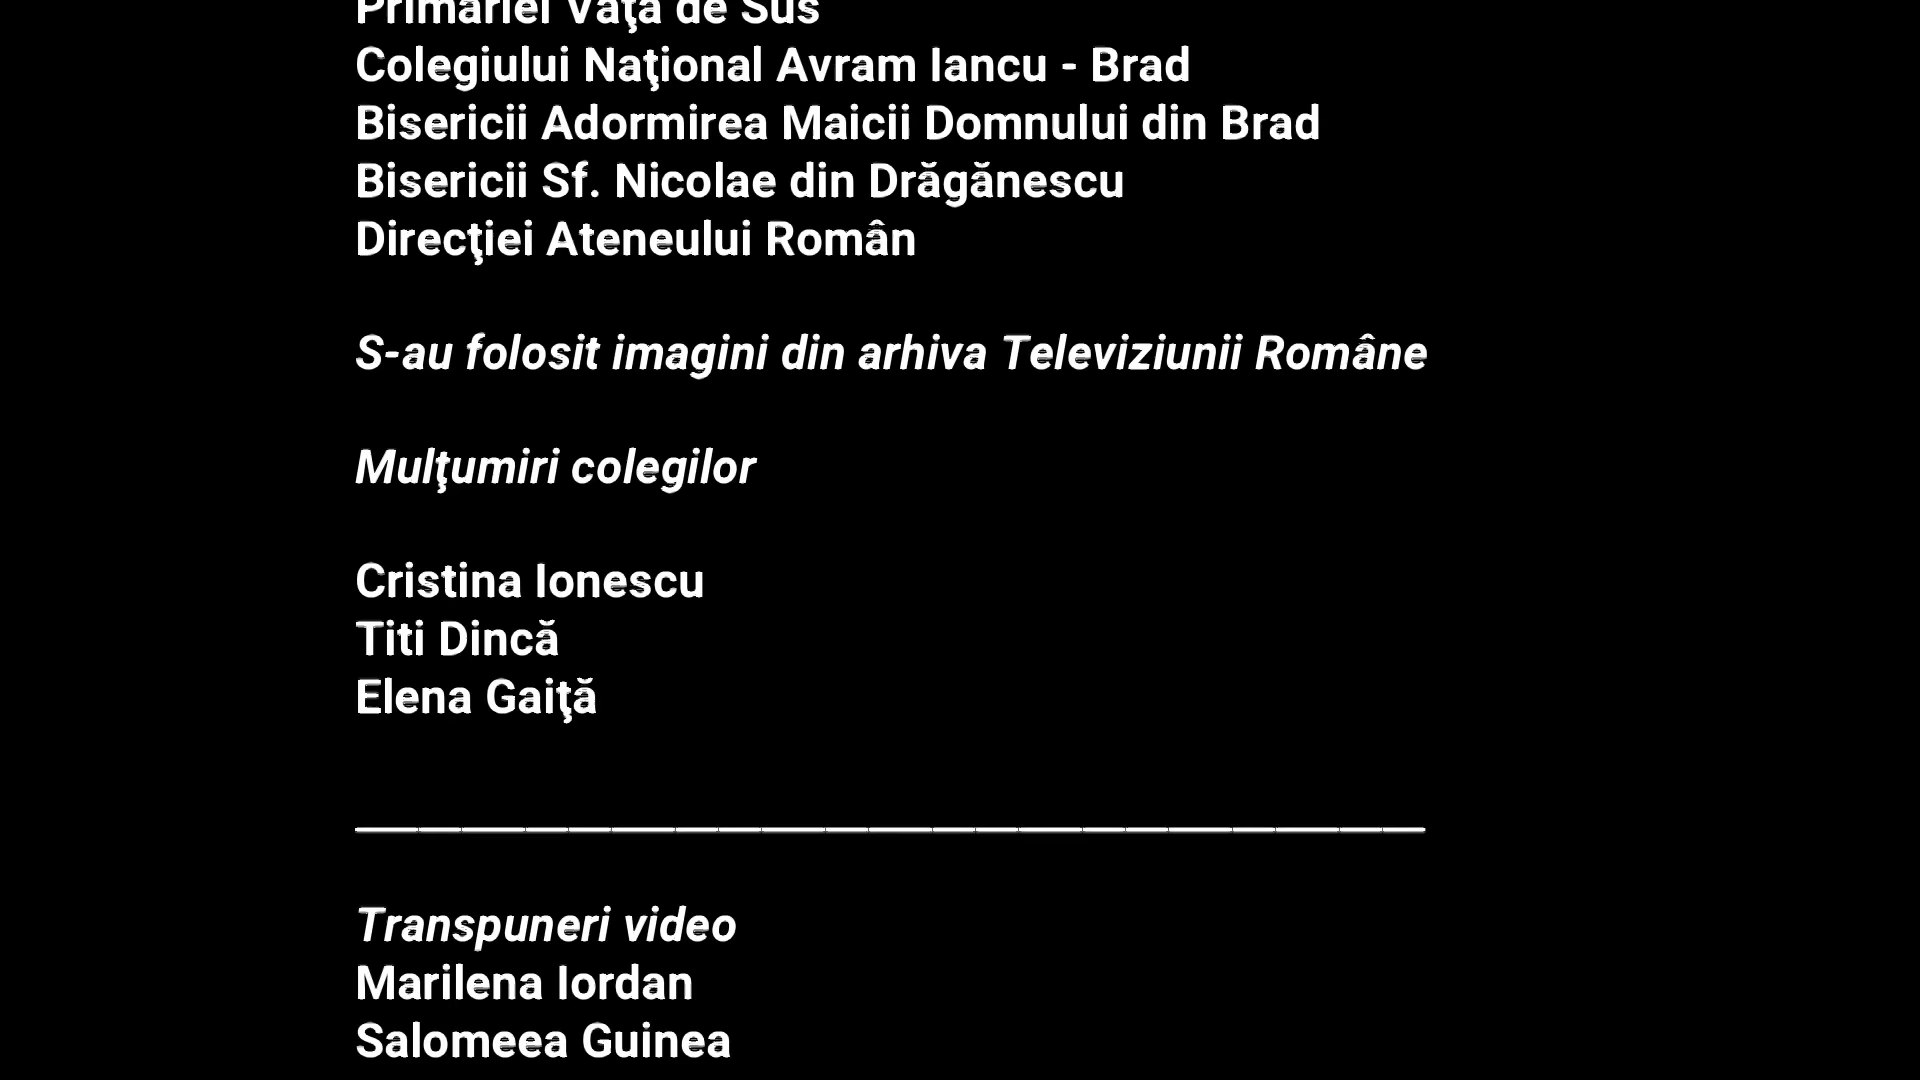 Primăriei Vaţa de Sus
Colegiului Naţional Avram Iancu - Brad
Bisericii Adormirea Maicii Domnului din Brad
Bisericii Sf. Nicolae din Drăgănescu
Direcţiei Ateneului Român
S-au folosit imagini din arhiva Televiziunii Române
Mulţumiri colegilor
Cristina Ionescu
Titi Dincă
Elena Gaiţă
Transpuneri video
Marilena Iordan
Salomeea Guinea